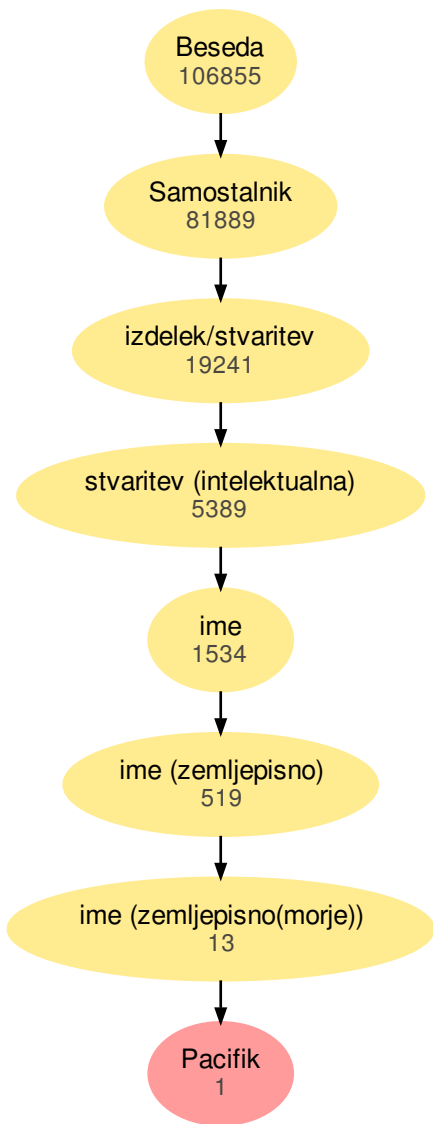 Beseda
106855
Samostalnik
81889
izdelek/stvaritev
19241
stvaritev (intelektualna)
5389
ime
1534
ime (zemljepisno)
519
ime (zemljepisno(morje))
13
Pacifik
1